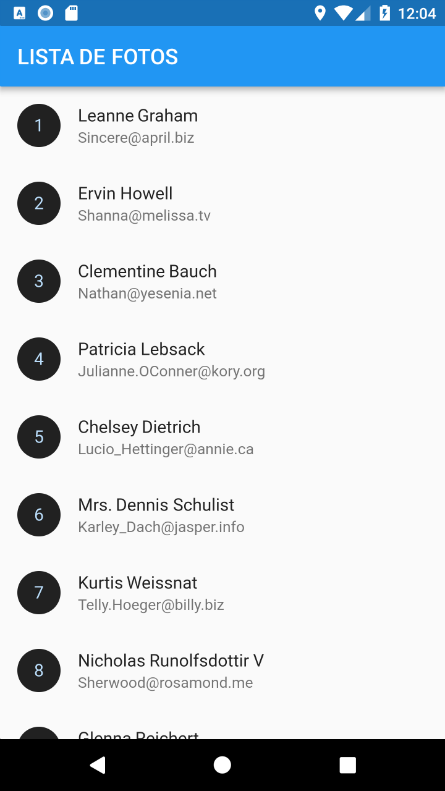 12:04
LISTA DE FOTOS
1
Leanne Graham
Sincere@april.biz
2
Ervin Howell
Shanna@melissa.tv
3
Clementine Bauch
Nathan@yesenia.net
4
Patricia Lebsack
Julianne.OConner@kory.org
5
Chelsey Dietrich
Lucio_Hettinger@annie.ca
6
Mrs. Dennis Schulist
Karley_Dach@jasper.info
7
Kurtis Weissnat
Telly.Hoeger@billy.biz
8
Nicholas Runolfsdottir V
Sherwood@rosamond.me
Glenna Reichert